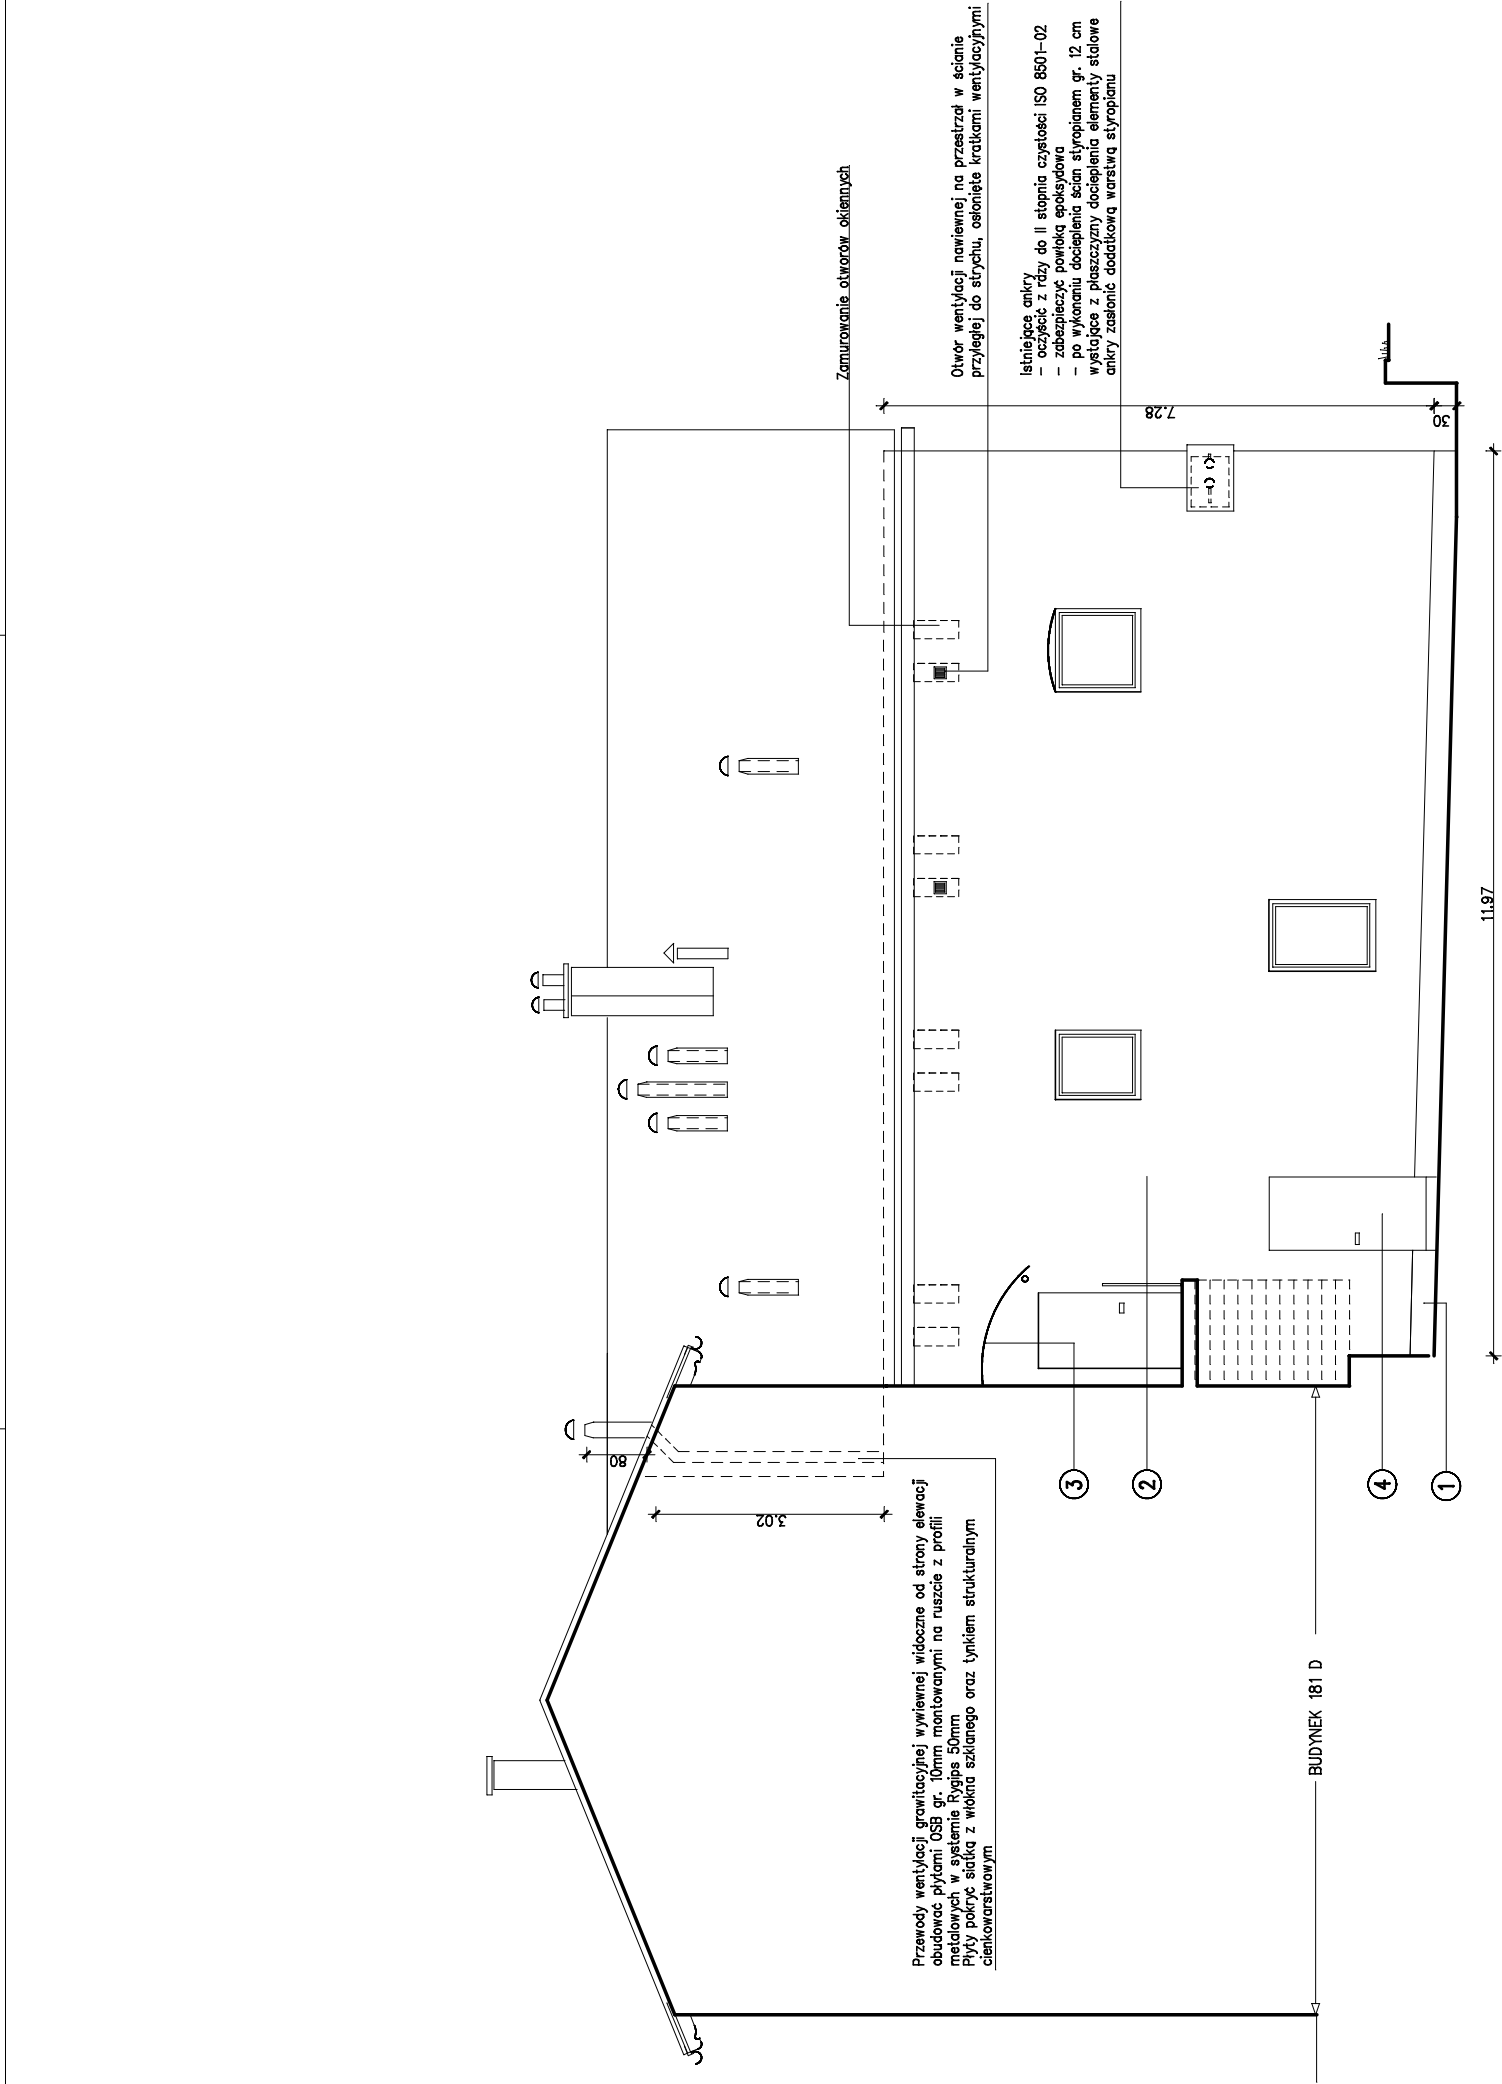 Zamurowanie otworów okiennych
Otwór wentylacji nawiewnej na przestrzał w ścianie
przyległej do strychu, osłonięte kratkami wentylacyjnymi
Istniejące ankry
- oczyścić z rdzy do II stopnia czystości ISO 8501-02
- zabezpieczyć powłoką epoksydowa
- po wykonaniu docieplenia ścian styropianem gr. 12 cm
wystające z płaszczyzny docieplenia elementy stalowe
ankry zasłonić dodatkową warstwą styropianu
7.28
30
11.97
80
3.02
Przewody wentylacji grawitacyjnej wywiewnej widoczne od strony elewacji
obudować płytami OSB gr. 10mm montowanymi na ruszcie z profili
metalowych w systemie Rygips 50mm
Płyty pokryć siatką z włókna szklanego oraz tynkiem strukturalnym
cienkowarstwowym
3
2
4
1
BUDYNEK 181 D